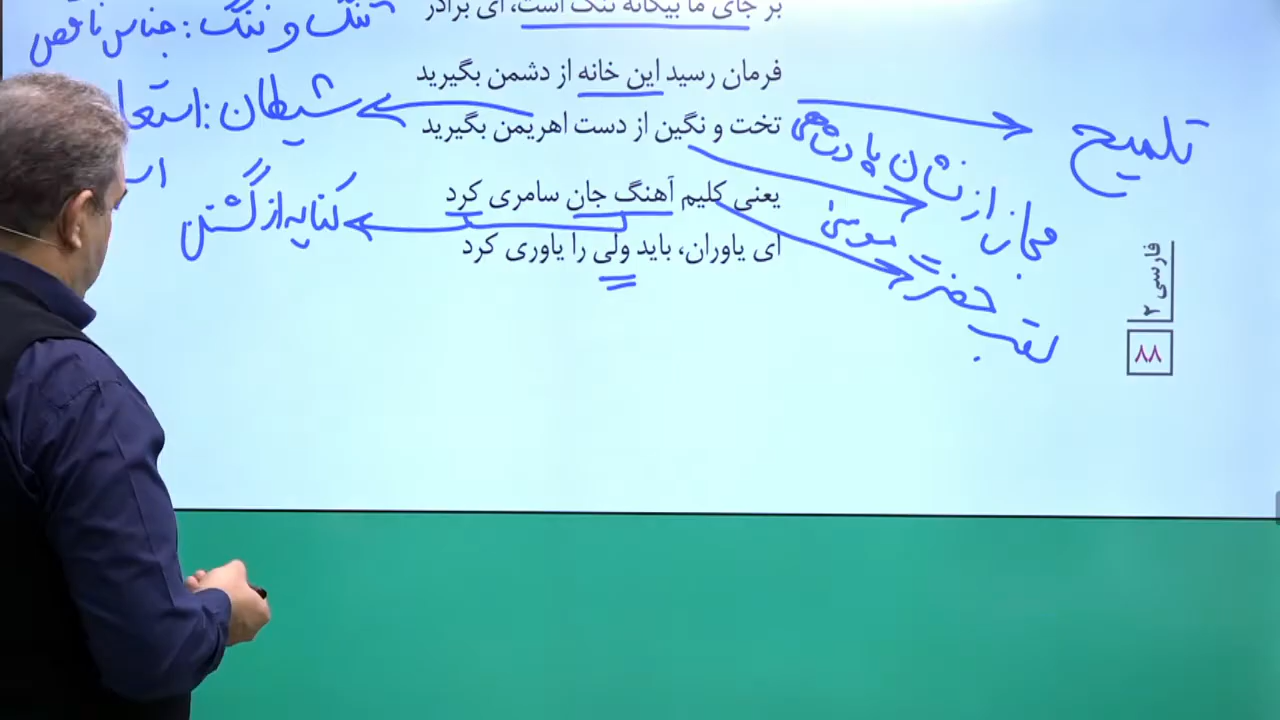 بر جای ما بیگانه ننگ است، ای برادر
تنگ و ننگ: جناس ناقص
فرمان رسید این خانه از دشمن بگیرید
تخت و نگین از دست اهریمن بگیرید
شیطان:
تلمیح
مجاز از نشان پادشاهی
یعنی کلیم آهنگ جان سامری کرد
ای یاوران، باید ولی را یاوری کرد
کنایه از کشتن
لقب حضرت موسی
فارسی ۲
۸۸